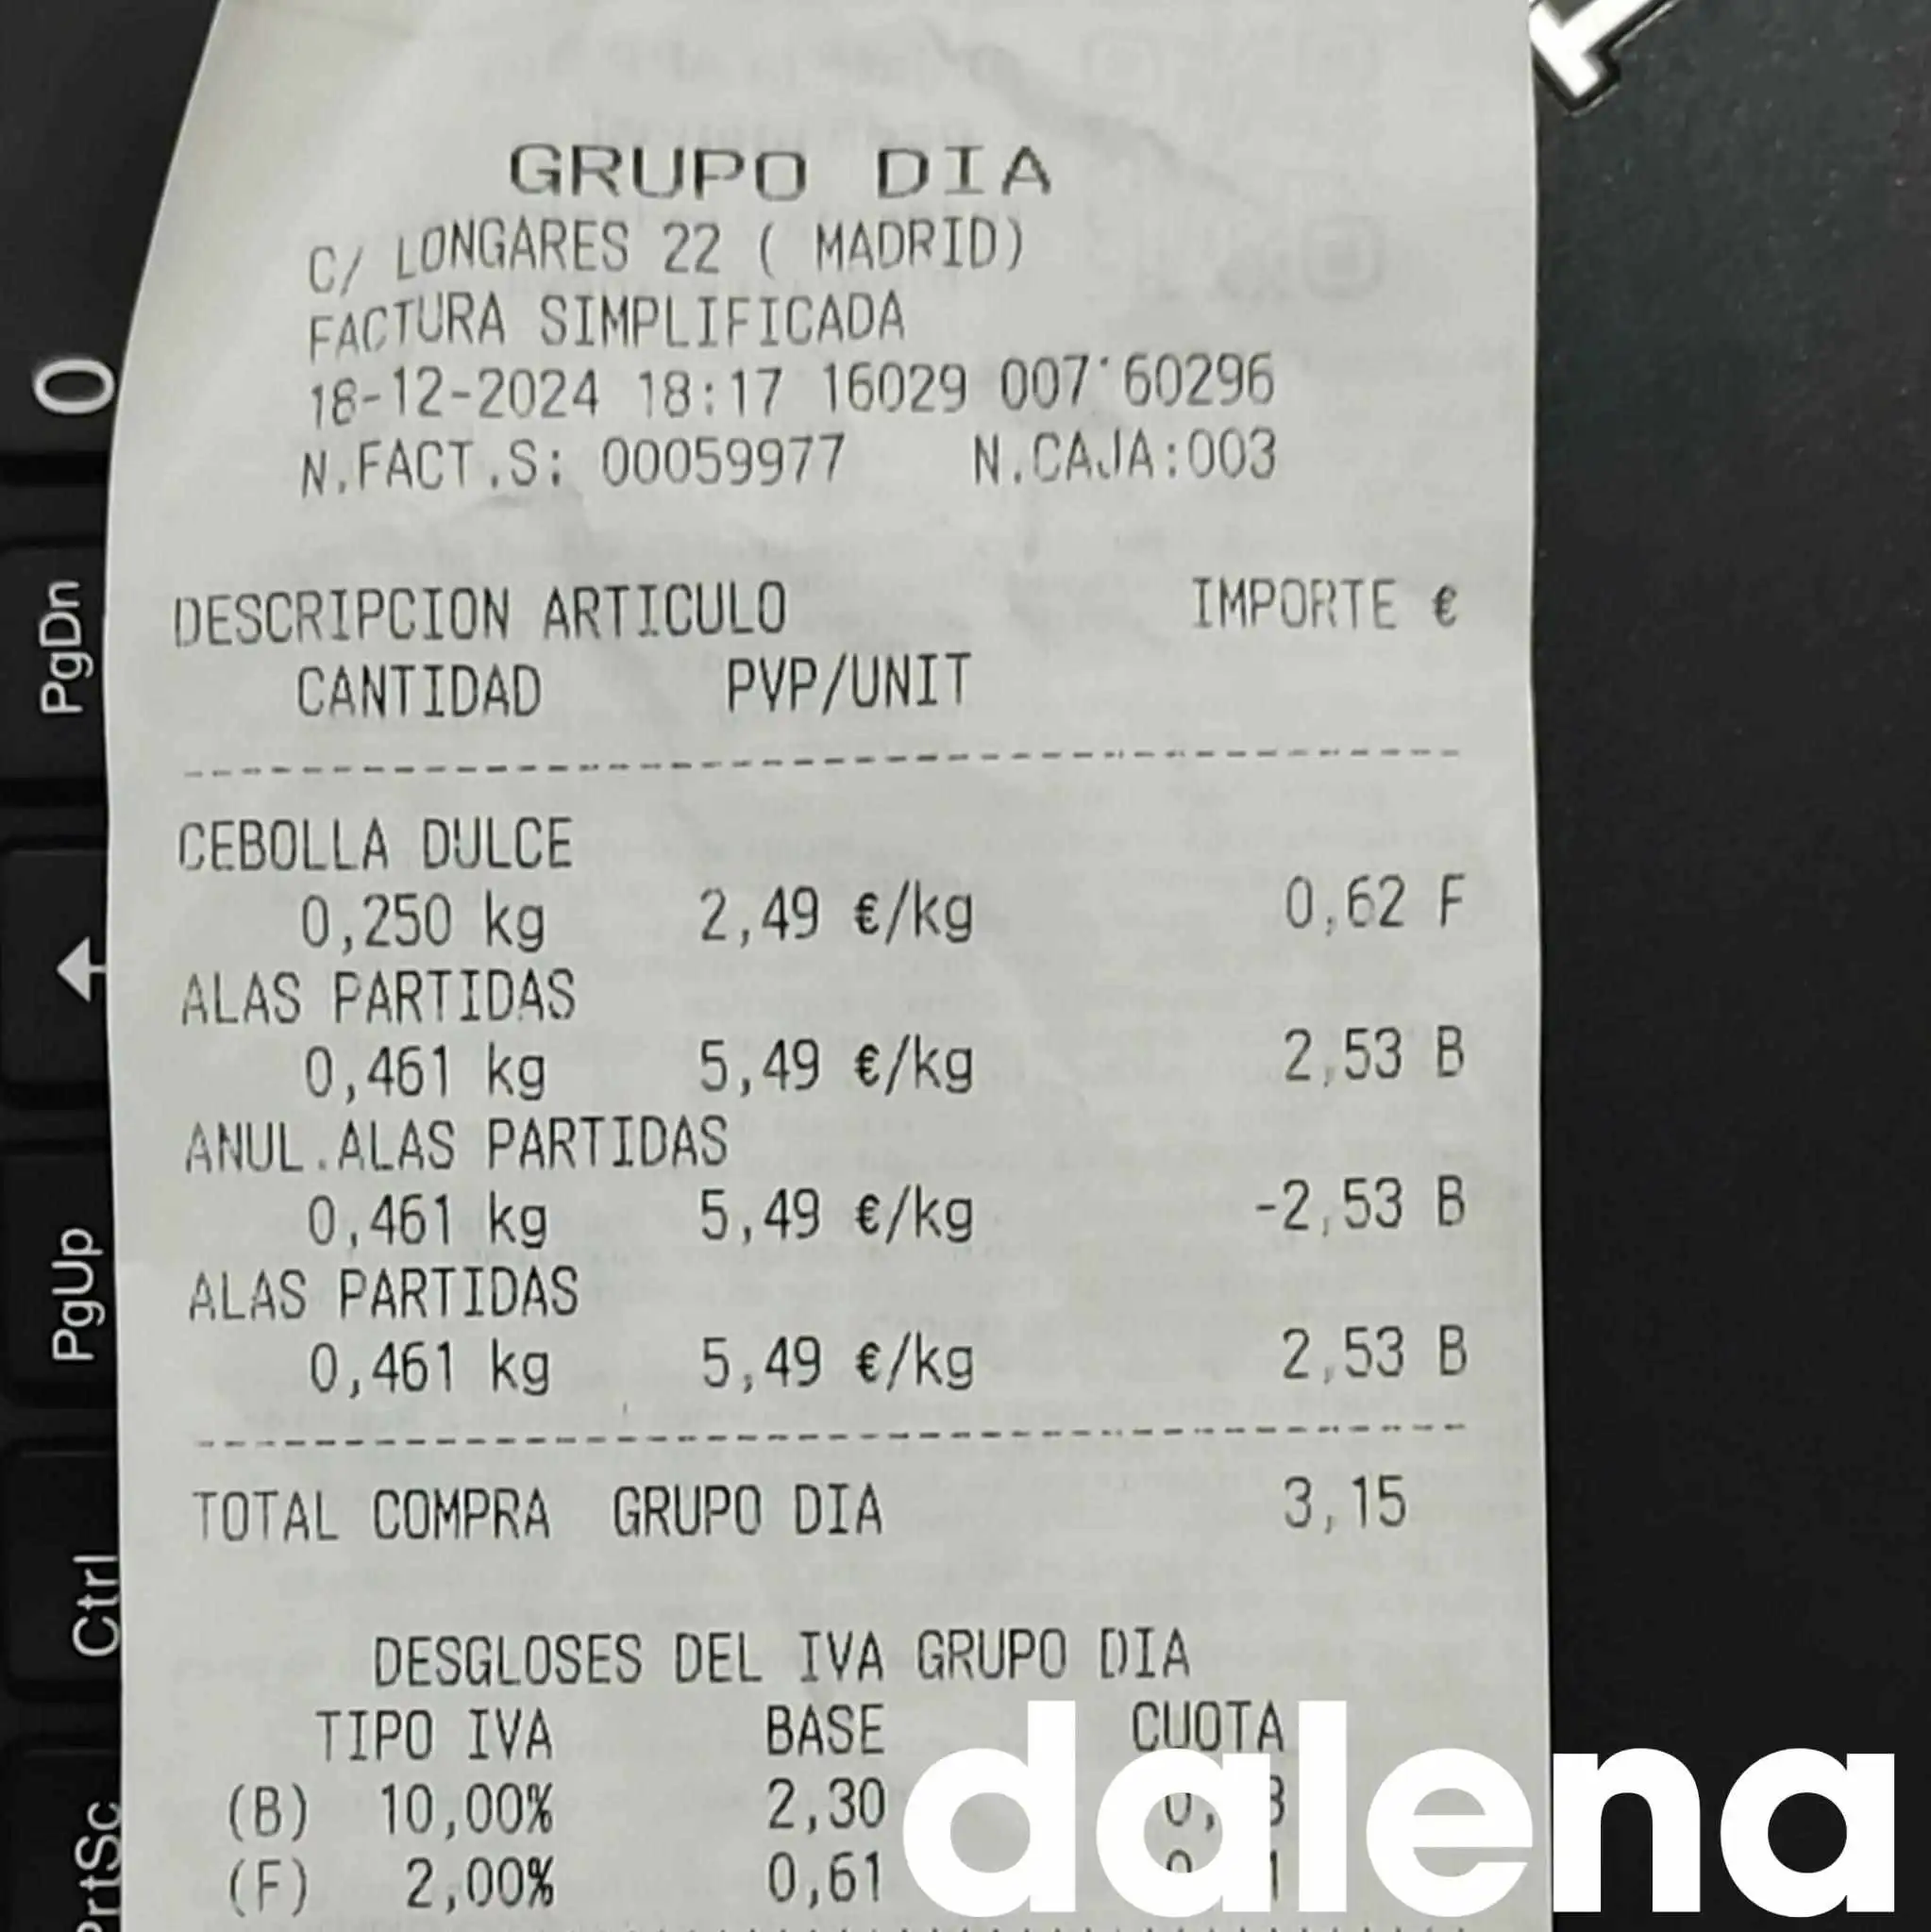 GRUPO DIA
C/ LONGARES 22 ( MADRID)
FACTURA SIMPLIFICADA
18-12-2024 18:17 16029 007 60296
N.FACT.S: 00059977 N.CAJA:003
DESCRIPCION ARTICULO IMPORTE €
CANTIDAD PVP/UNIT
CEBOLLA DULCE
0,250 kg 2,49 €/kg 0,62 F
ALAS PARTIDAS
0,461 kg 5,49 €/kg 2,53 B
ANUL.ALAS PARTIDAS
0,461 kg 5,49 €/kg -2,53 B
ALAS PARTIDAS
0,461 kg 5,49 €/kg 2,53 B
TOTAL COMPRA GRUPO DIA 3,15
DESGLOSES DEL IVA GRUPO DIA
TIPO IVA BASE CUOTA
(B) 10,00% 2,30
(F) 2,00% 0,61
dalena
0
PgDn
PgUp
Ctrl
PrtSc